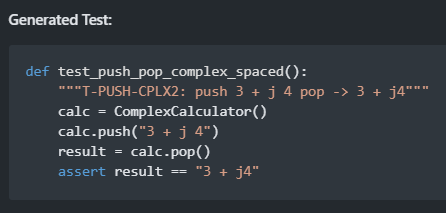 Generated Test:
def test_push_pop_complex_spaced():
    """T-PUSH-CPLX2: push 3 + j 4 pop -> 3 + j4"""
    calc = ComplexCalculator()
    calc.push("3 + j 4")
    result = calc.pop()
    assert result == "3 + j4"